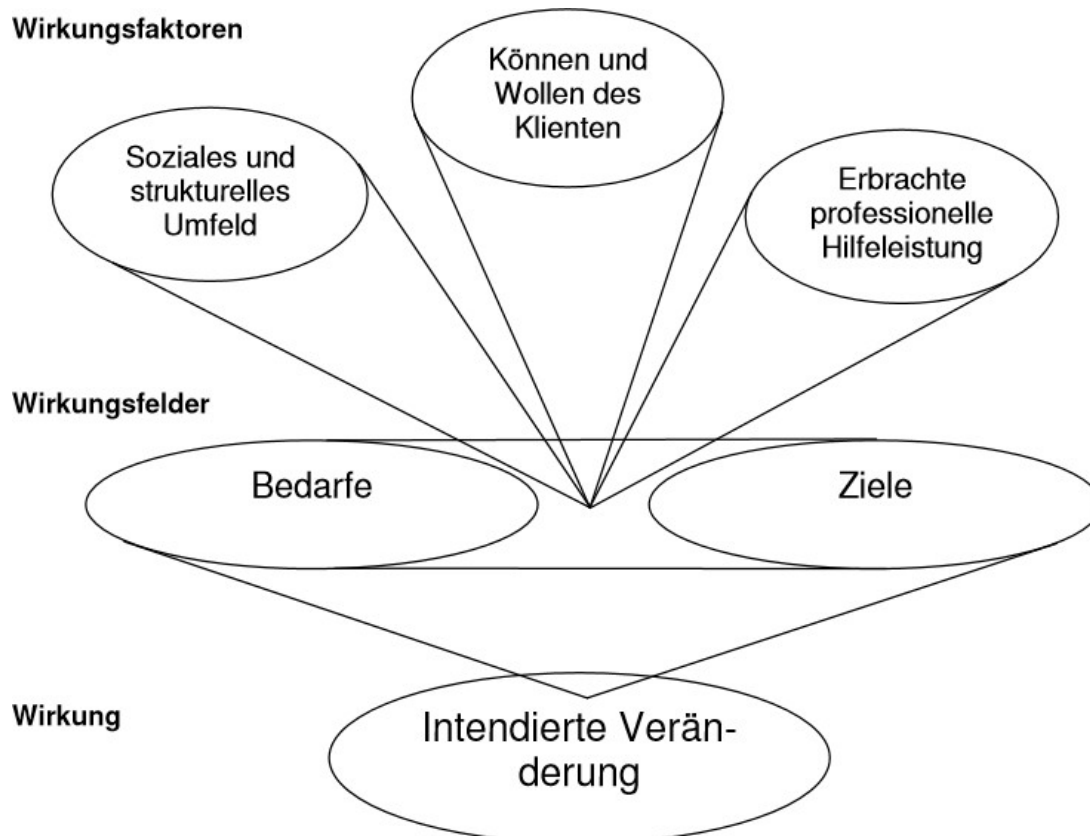 Wirkungsfaktoren
Können und
Wollen des
Klienten
Soziales und
strukturelles
Umfeld
Erbrachte
professionelle
Hilfeleistung
Wirkungsfelder
Bedarfe
Ziele
Wirkung
Intendierte Verän-
derung